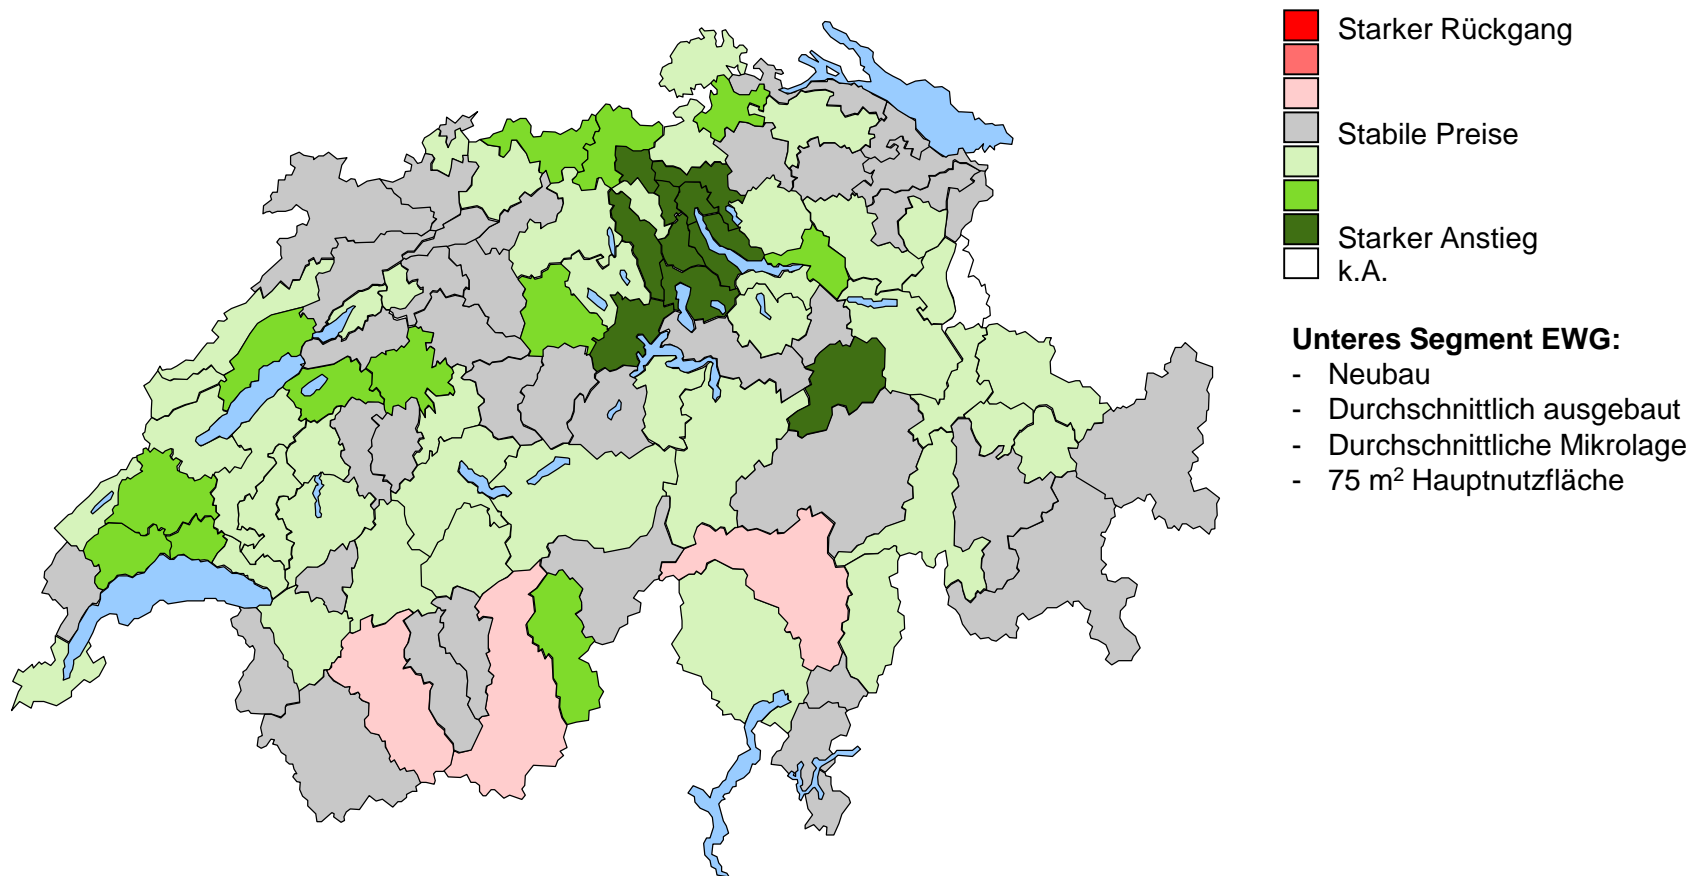 Starker Rückgang
Stabile Preise
Starker Anstieg
k.A.
Unteres Segment EWG:
- Neubau
- Durchschnittlich ausgebaut
- Durchschnittliche Mikrolage
- 75 m² Hauptnutzfläche